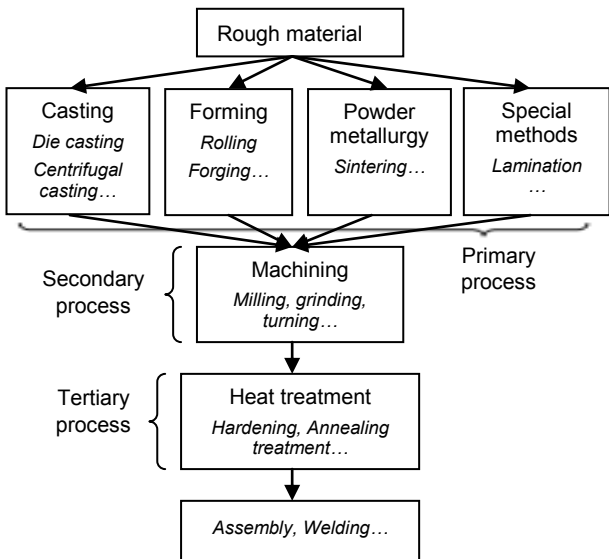 Rough material
Casting
Die casting
Centrifugal
casting…
Forming
Rolling
Forging…
Powder
metallurgy
Sintering…
Special
methods
Lamination
…
Primary
process
Secondary
process
Machining
Milling, grinding,
turning…
Tertiary
process
Heat treatment
Hardening, Annealing
treatment…
Assembly, Welding…